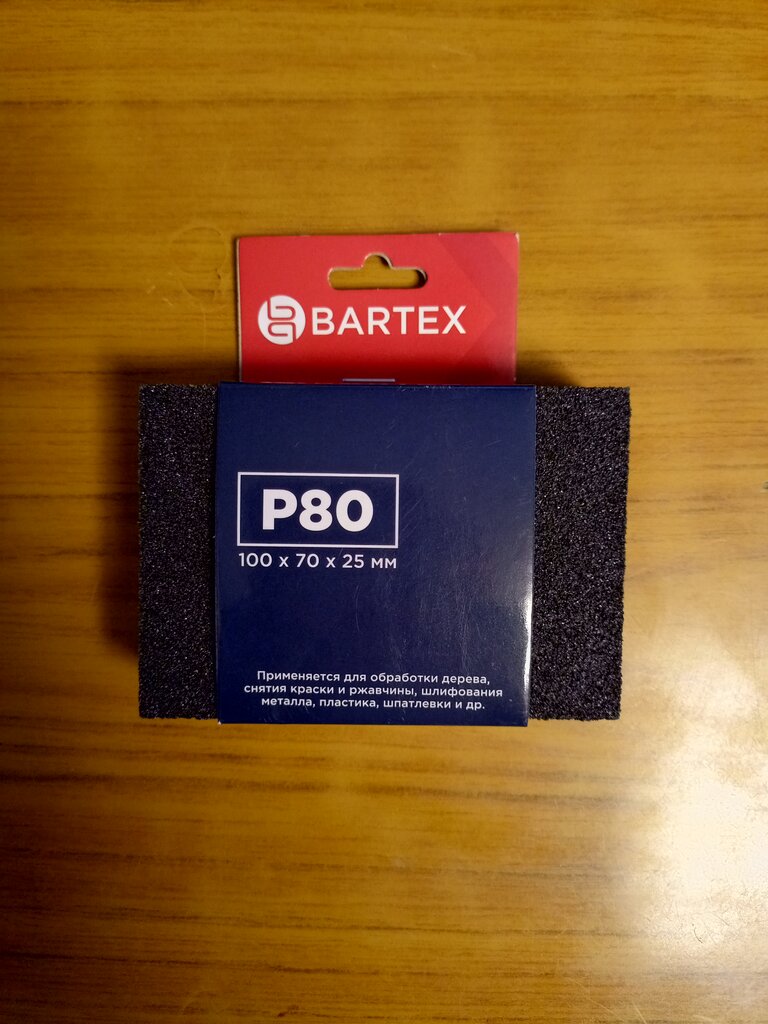 BARTEX
P80
100 x 70 x 25 мм
Применяется для обработки дерева,
снятия краски и ржавчины, шлифования
металла, пластика, шпатлевки и др.